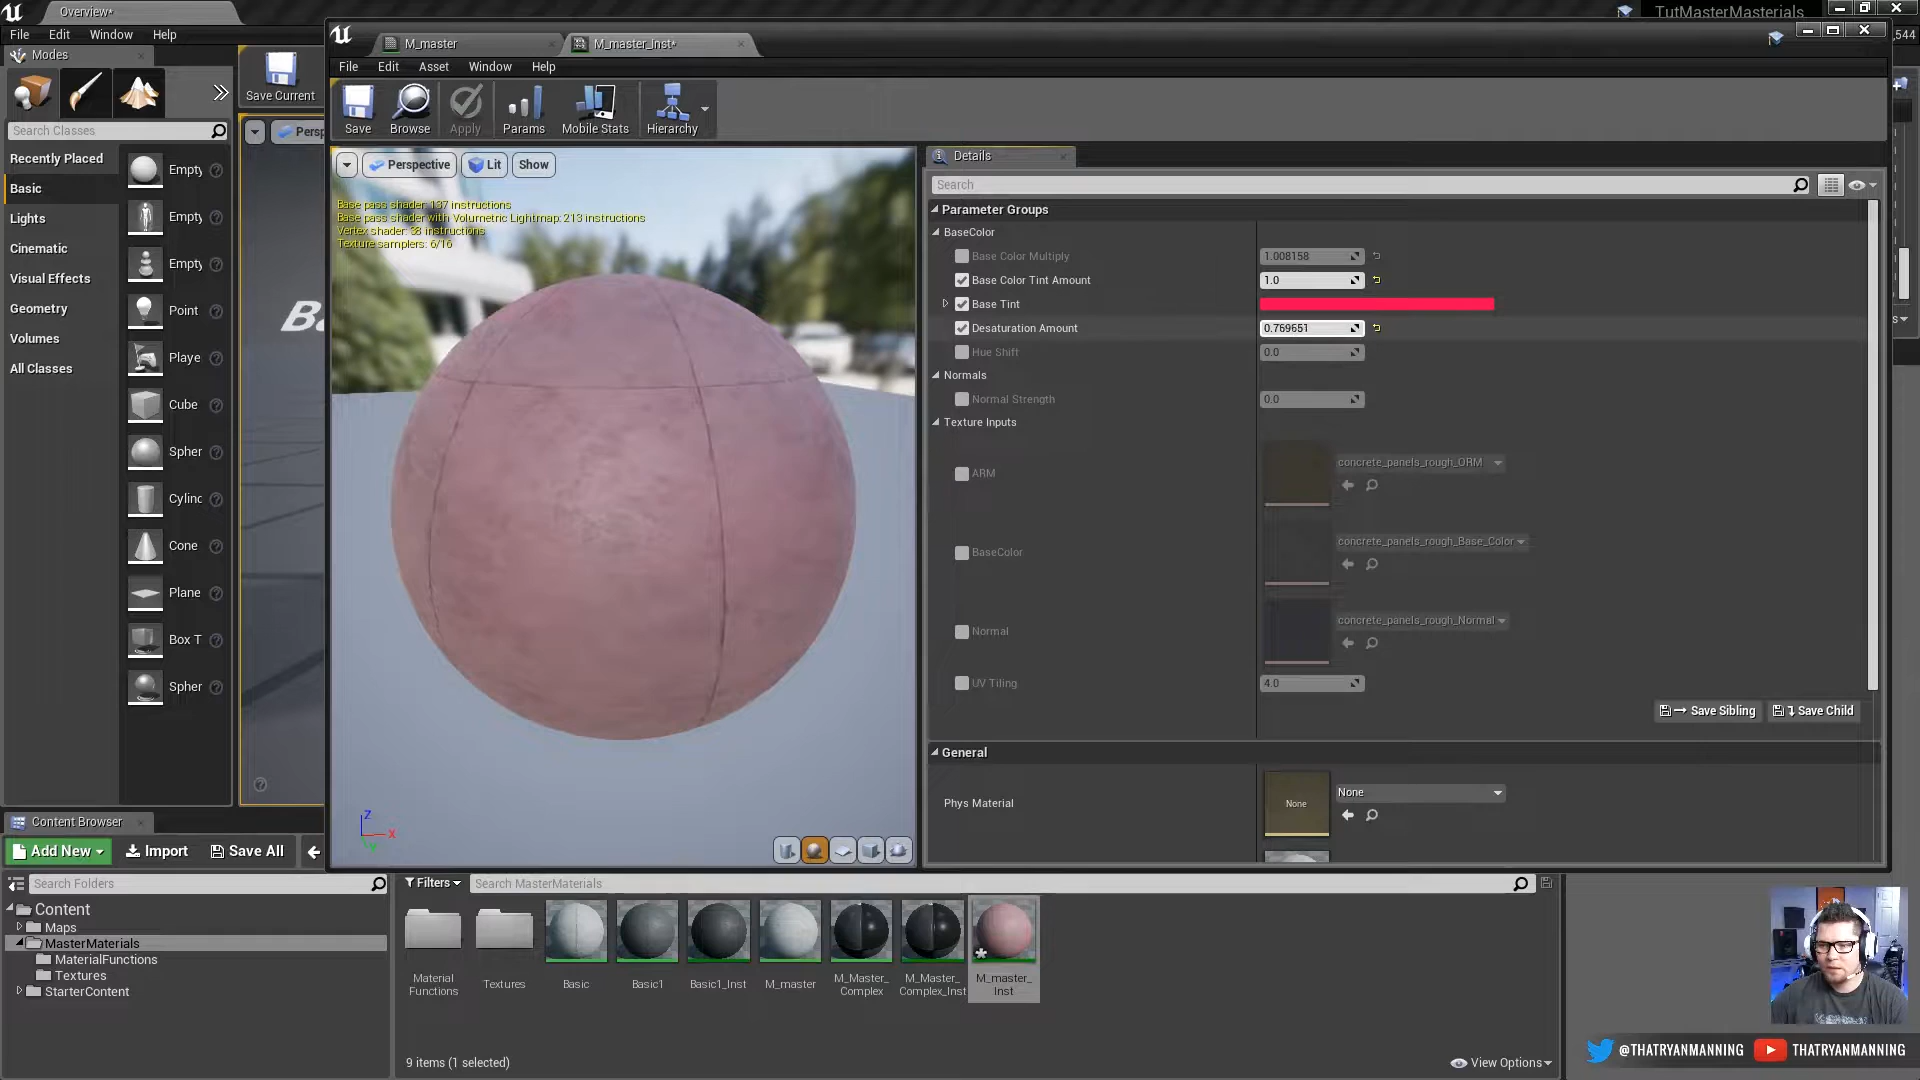 Overview*
TutMasterMaterials
File Edit Window Help
,544
Modes
Save Current
Search Classes
Recently Placed
Basic
Lights
Cinematic
Visual Effects
Geometry
Volumes
All Classes
Empty
Empty
Empty
Point
Playe
Cube
Spher
Cylinc
Cone
Plane
Box T
Spher
Persp
M_master
M_master_Inst*
File Edit Asset Window Help
Save
Browse
Apply
Params
Mobile Stats
Hierarchy
Perspective
Lit
Show
Base pass shader: 137 instructions
Base pass shader with Volumetric Lightmap: 213 instructions
Vertex shader: 38 instructions
Texture samplers: 6/16
Z
X
Y
Details
Search
Parameter Groups
BaseColor
Base Color Multiply 1.008158
Base Color Tint Amount 1.0
Base Tint
Desaturation Amount 0.769651
Hue Shift 0.0
Normals
Normal Strength 0.0
Texture Inputs
ARM concrete_panels_rough_ORM
BaseColor concrete_panels_rough_Base_Color
Normal concrete_panels_rough_Normal
UV Tiling 4.0
Save Sibling
Save Child
General
Phys Material None None
Content Browser
Add New
Import
Save All
Search Folders
Content
Maps
MasterMaterials
MaterialFunctions
Textures
StarterContent
Filters
Search MasterMaterials
Material
Functions
Textures
Basic
Basic1
Basic1_Inst
M_master
M_Master_
Complex
M_Master_
Complex_Inst
M_master_
Inst
9 items (1 selected)
View Options
@THATRYANMANNING
THATRYANMANNING